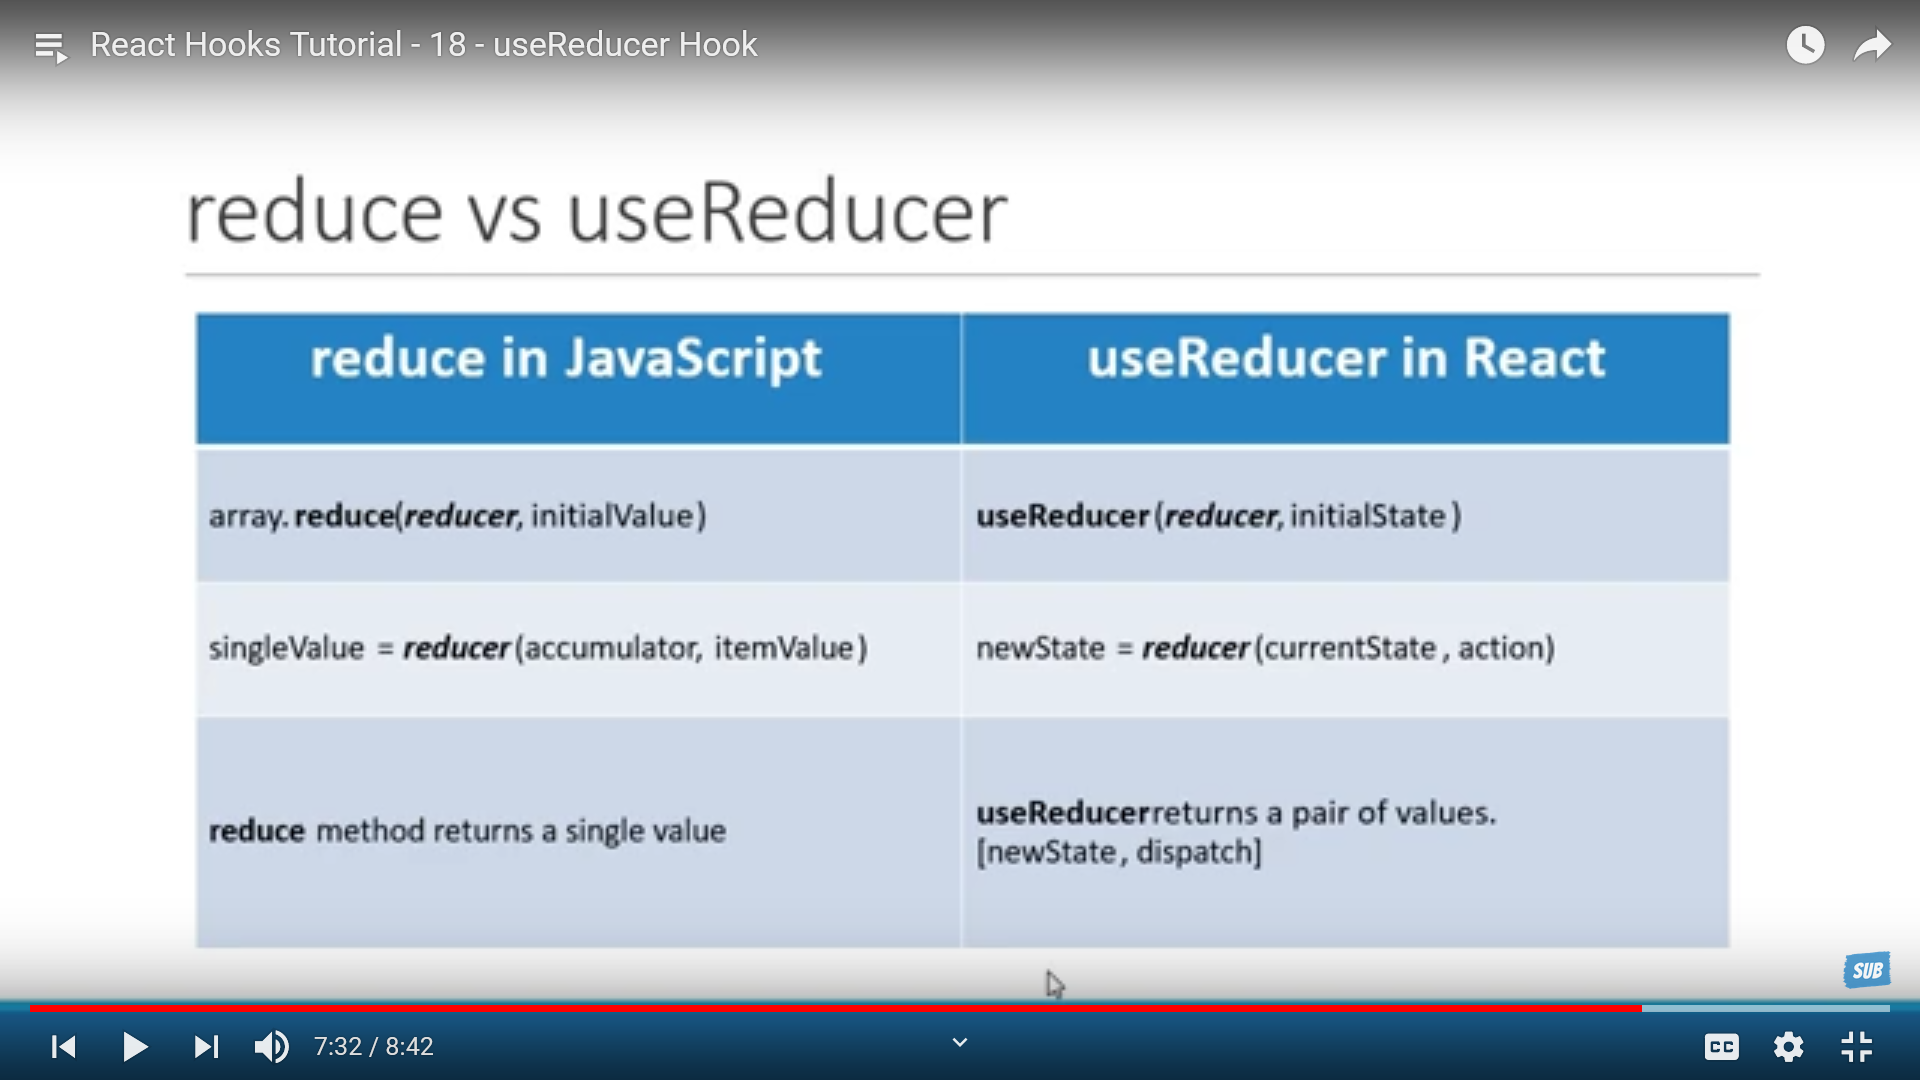 React Hooks Tutorial - 18 - useReducer Hook
reduce vs useReducer
reduce in JavaScript
useReducer in React
array.reduce(reducer, initialValue)
useReducer(reducer, initialState)
singleValue = reducer(accumulator, itemValue)
newState = reducer(currentState, action)
reduce method returns a single value
useReducerreturns a pair of values.
[newState, dispatch]
SUB
7:32 / 8:42
CC